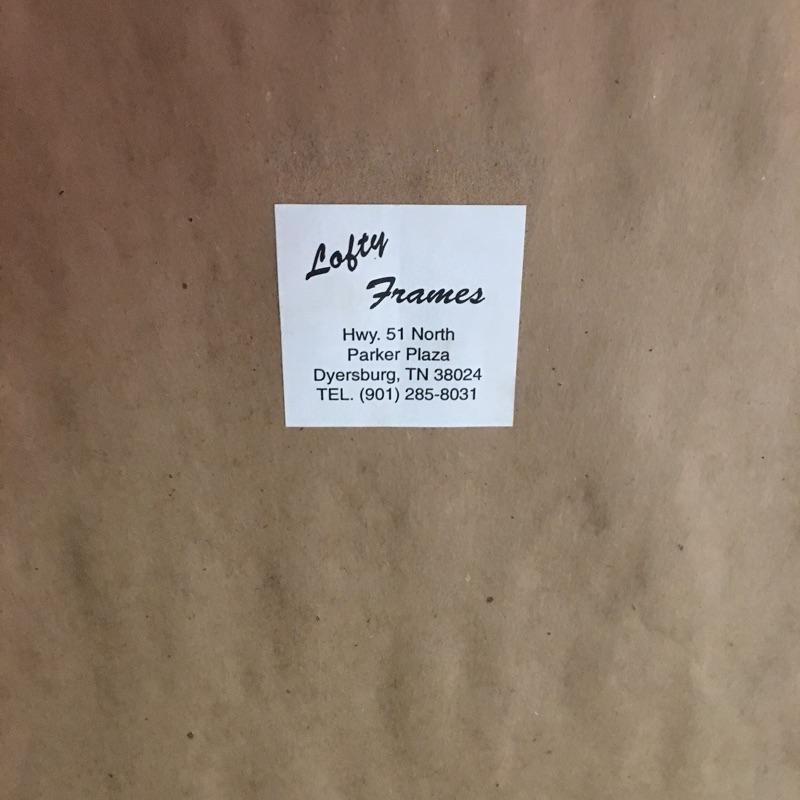 Lofty
Frames
Hwy. 51 North
Parker Plaza
Dyersburg, TN 38024
TEL. (901) 285-8031